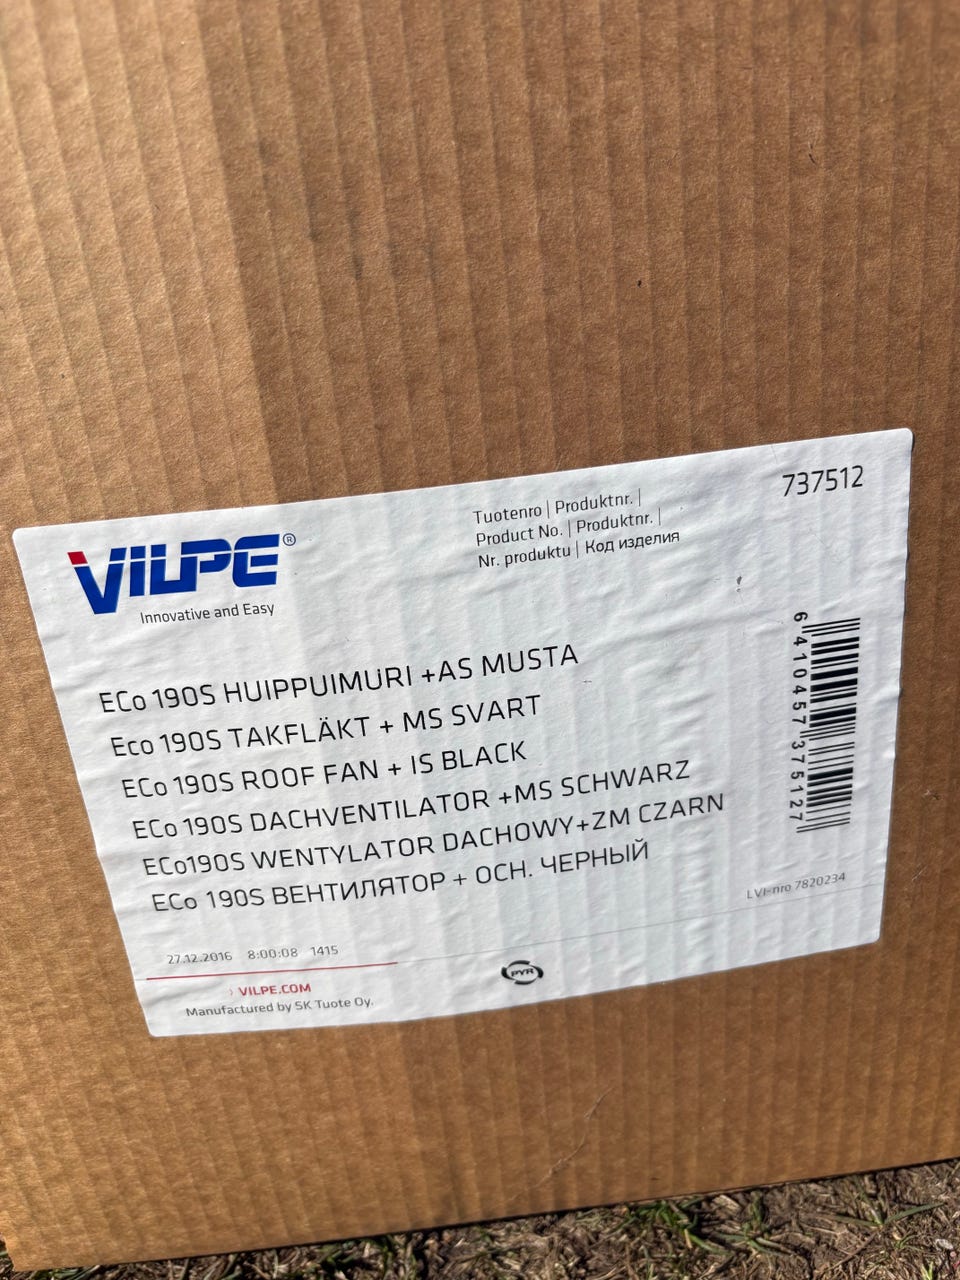 VILPE®
Innovative and Easy
Tuotenro | Produktnr. |
Product No. | Produktnr. |
Nr. produktu | Код изделия
737512
ECo 190S HUIPPUIMURI +AS MUSTA
Eco 190S TAKFLÄKT + MS SVART
ECo 190S ROOF FAN + IS BLACK
ECo 190S DACHVENTILATOR +MS SCHWARZ
ECo190S WENTYLATOR DACHOWY+ZM CZARN
ECo 190S ВЕНТИЛЯТОР + ОСН. ЧЕРНЫЙ
6 410457 375127
LVI-nro 7820234
27.12.2016 8:00:08 1415
› VILPE.COM
Manufactured by SK Tuote Oy.
PYR